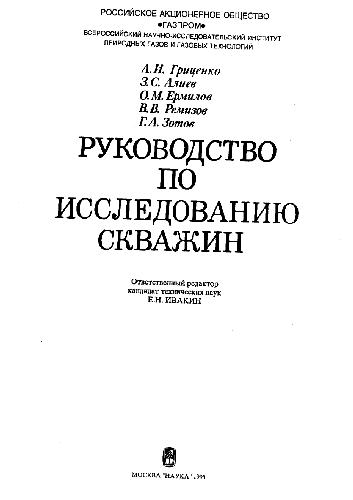 РОССИЙСКОЕ АКЦИОНЕРНОЕ ОБЩЕСТВО
«ГАЗПРОМ»
ВСЕРОССИЙСКИЙ НАУЧНО-ИССЛЕДОВАТЕЛЬСКИЙ ИНСТИТУТ
ПРИРОДНЫХ ГАЗОВ И ГАЗОВЫХ ТЕХНОЛОГИЙ
А.И. Гриценко
З.С. Алиев
О.М. Ермилов
В.В. Ремизов
Г.А. Зотов
РУКОВОДСТВО
ПО
ИССЛЕДОВАНИЮ
СКВАЖИН
Ответственный редактор
кандидат технических наук
Е.Н. ИВАКИН
МОСКВА "НАУКА"